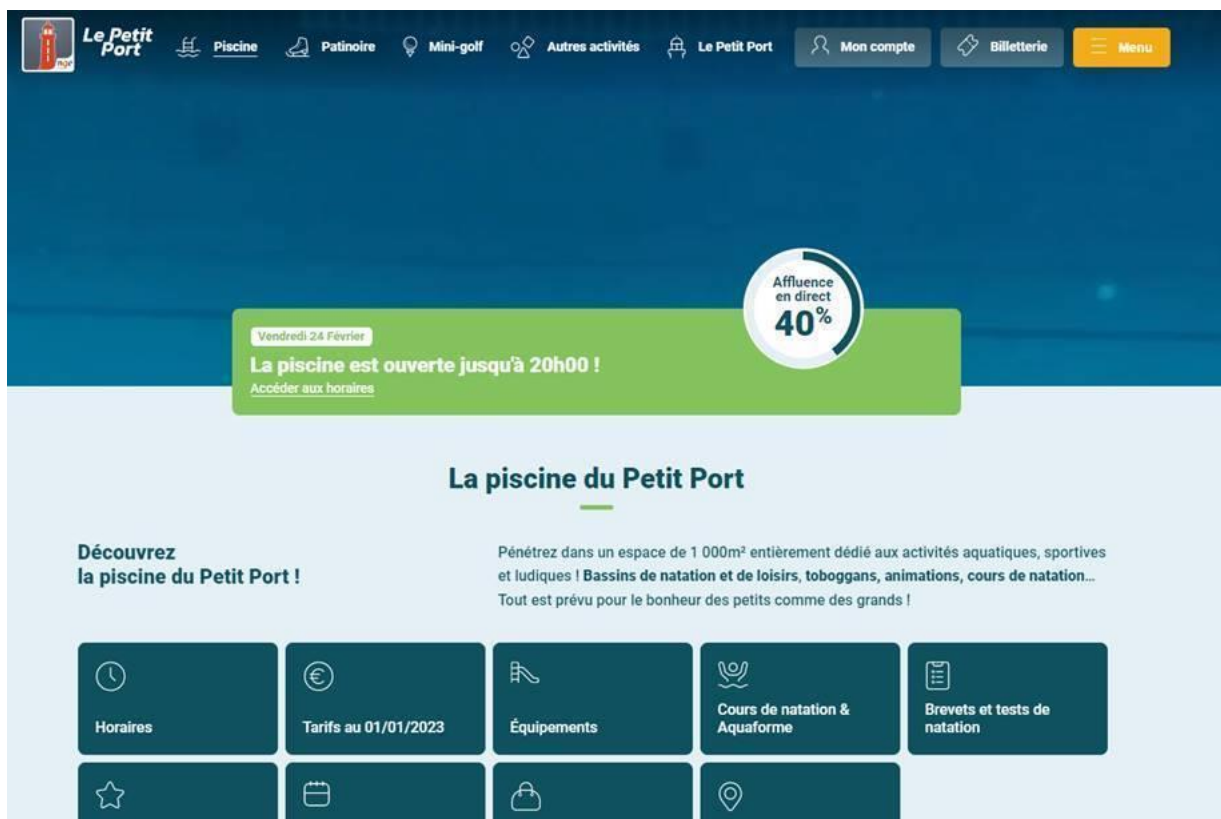 Le Petit
Port
nge
Piscine
Patinoire
Mini-golf
Autres activités
Le Petit Port
Mon compte
Billetterie
Menu
Affluence
en direct
40%
Vendredi 24 Février
La piscine est ouverte jusqu'à 20h00 !
Accéder aux horaires
La piscine du Petit Port
Découvrez
la piscine du Petit Port !
Pénétrez dans un espace de 1 000m² entièrement dédié aux activités aquatiques, sportives
et ludiques ! Bassins de natation et de loisirs, toboggans, animations, cours de natation...
Tout est prévu pour le bonheur des petits comme des grands !
Horaires
Tarifs au 01/01/2023
Équipements
Cours de natation &
Aquaforme
Brevets et tests de
natation